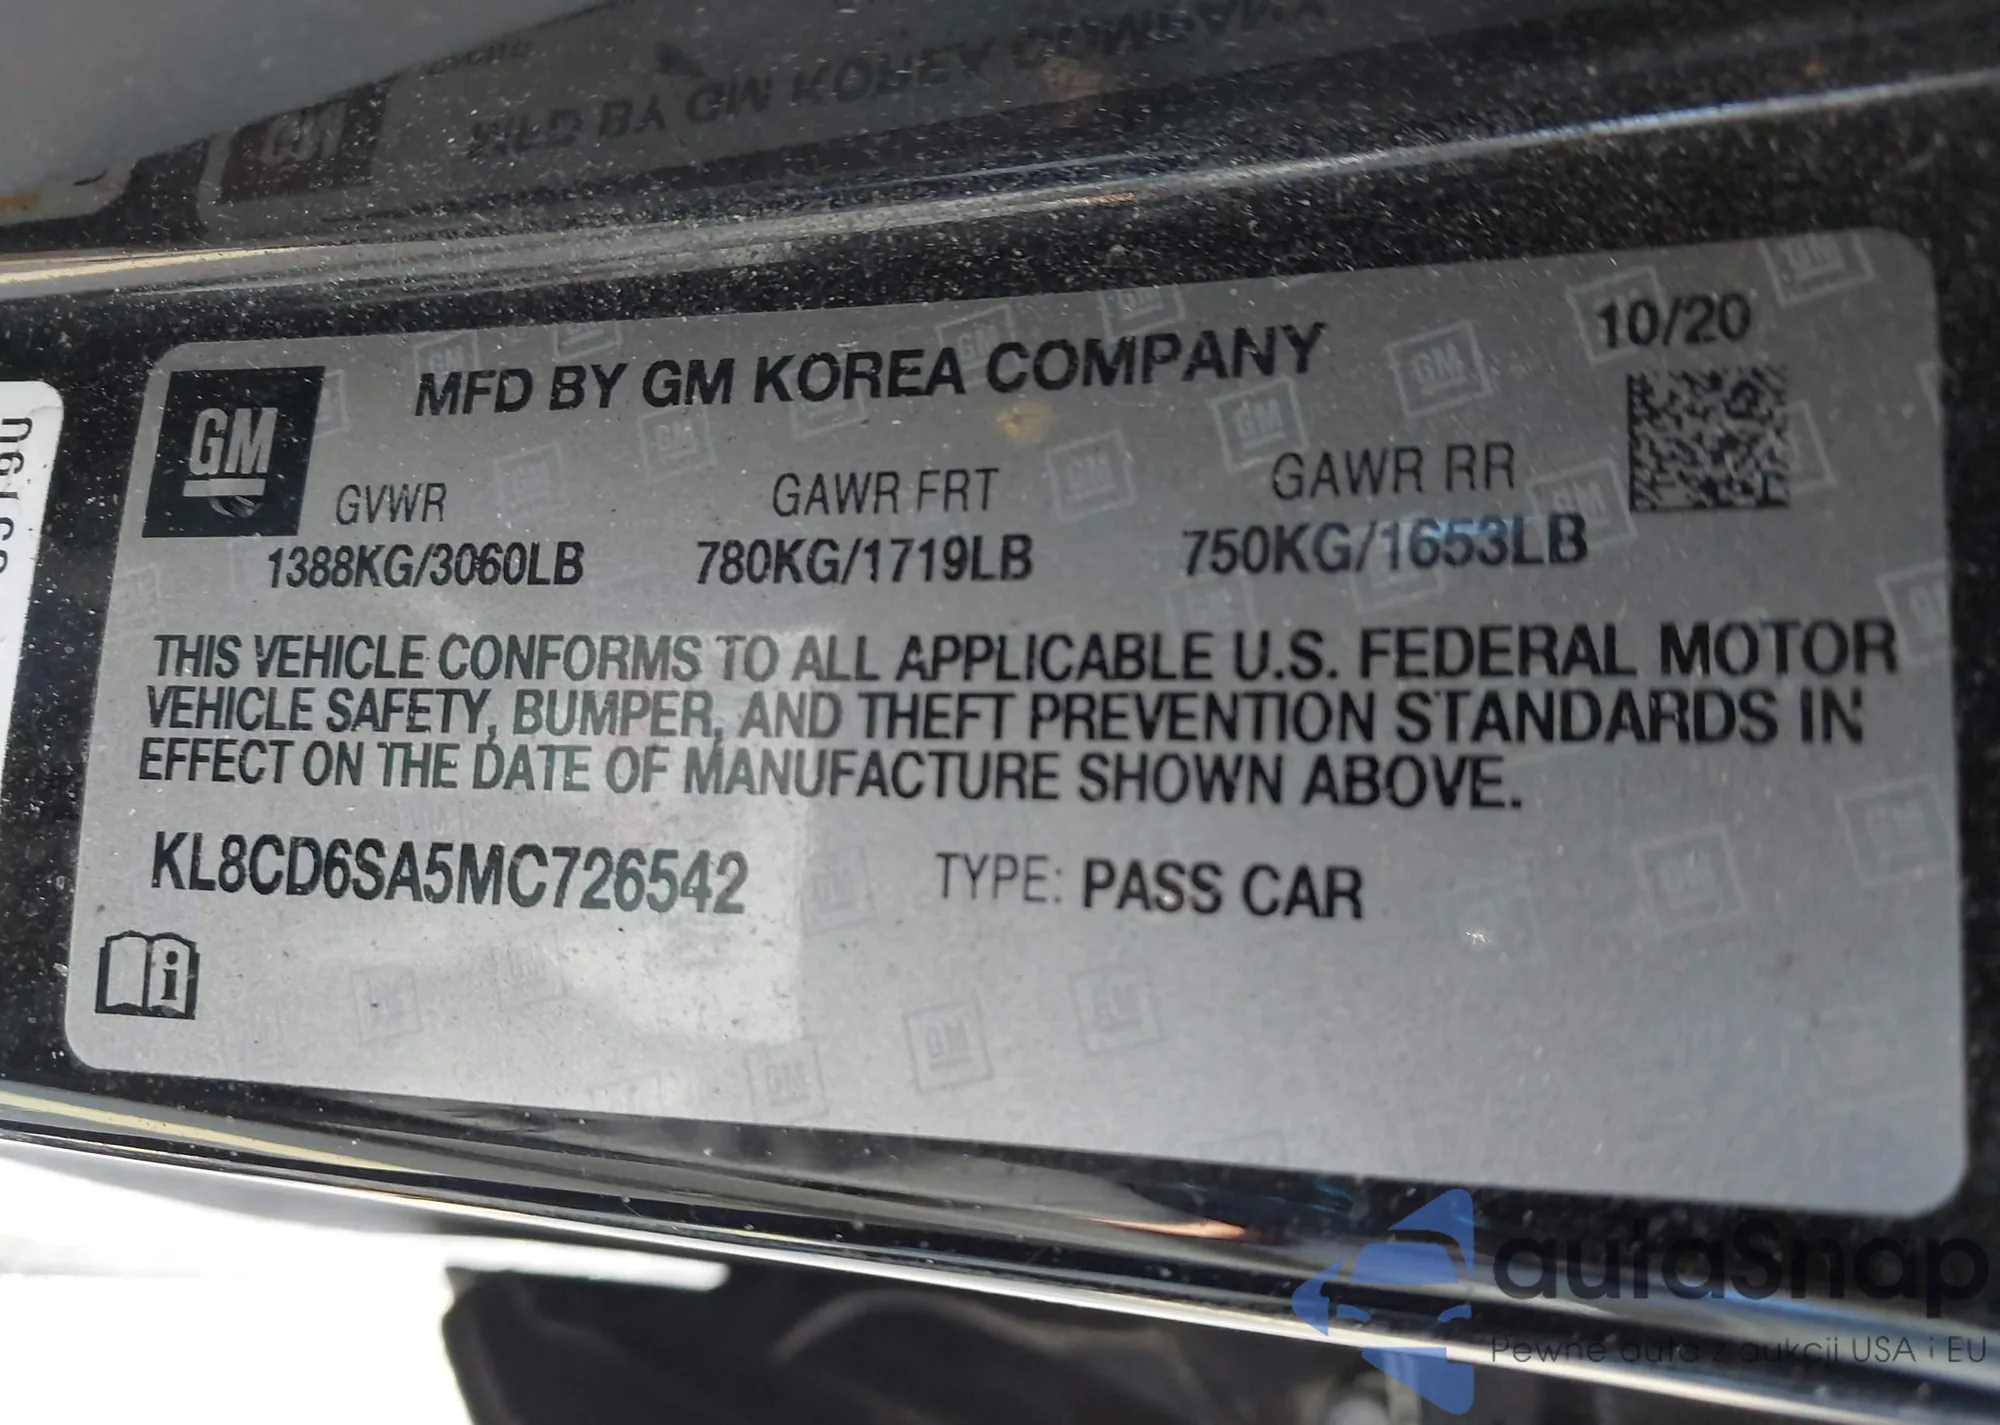 MFD BY GM KOREA COMPANY
10/20
GM
GVWR
GAWR FRT
GAWR RR
1388KG/3060LB
780KG/1719LB
750KG/1653LB
THIS VEHICLE CONFORMS TO ALL APPLICABLE U.S. FEDERAL MOTOR
VEHICLE SAFETY, BUMPER, AND THEFT PREVENTION STANDARDS IN
EFFECT ON THE DATE OF MANUFACTURE SHOWN ABOVE.
KL8CD6SA5MC726542
TYPE: PASS CAR
i
autaSnap
Pewne auta z aukcji USA i EU